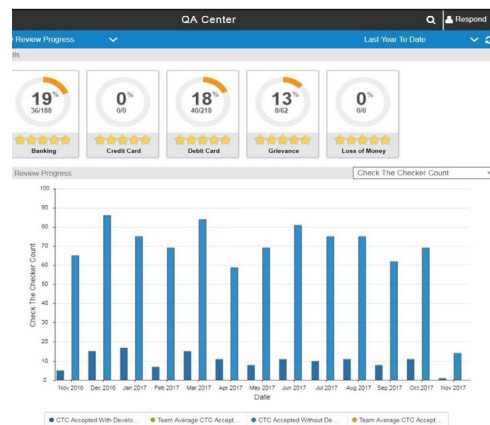 QA Center
Respond
Review Progress
Last Year To Date
19%
36/188
Banking
0%
0/0
Credit Card
18%
40/218
Debit Card
13%
8/62
Grievance
0%
0/0
Loss of Money
Review Progress
Check The Checker Count
100
90
80
70
60
50
40
30
20
10
0
Check The Checker Count
Nov 2016 Dec 2016 Jan 2017 Feb 2017 Mar 2017 Apr 2017 May 2017 Jun 2017 Jul 2017 Aug 2017 Sep 2017 Oct 2017 Nov 2017
Date
CTC Accepted With Develo... Team Average CTC Accept... CTC Accepted Without De... Team Average CTC Accept...